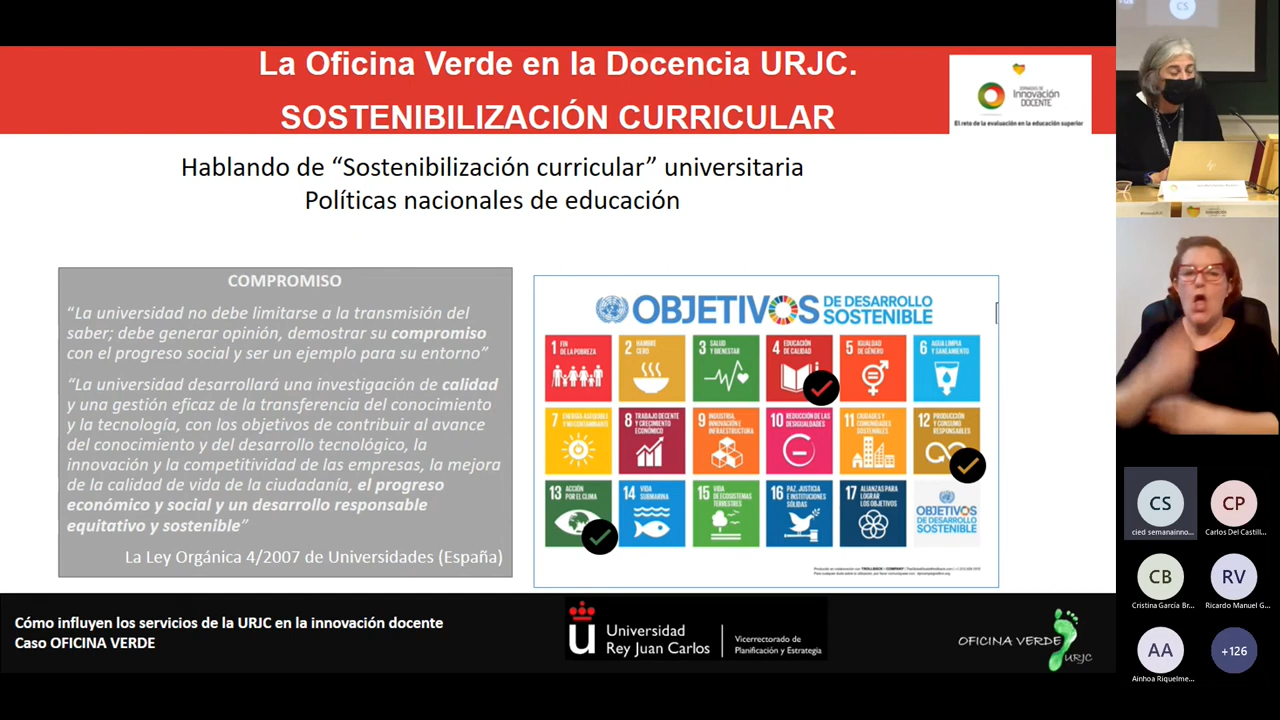 La Oficina Verde en la Docencia URJC.
SOSTENIBILIZACIÓN CURRICULAR
JORNADAS DE
Innovación
DOCENTE
El reto de la evaluación en la educación superior
Hablando de “Sostenibilización curricular” universitaria
Políticas nacionales de educación
COMPROMISO
“La universidad no debe limitarse a la transmisión del
saber; debe generar opinión, demostrar su compromiso
con el progreso social y ser un ejemplo para su entorno”
“La universidad desarrollará una investigación de calidad
y una gestión eficaz de la transferencia del conocimiento
y la tecnología, con los objetivos de contribuir al avance
del conocimiento y del desarrollo tecnológico, la
innovación y la competitividad de las empresas, la mejora
de la calidad de vida de la ciudadanía, el progreso
económico y social y un desarrollo responsable
equitativo y sostenible”
La Ley Orgánica 4/2007 de Universidades (España)
OBJETIVOS DE DESARROLLO
SOSTENIBLE
1 FIN
DE LA POBREZA
2 HAMBRE
CERO
3 SALUD
Y BIENESTAR
4 EDUCACIÓN
DE CALIDAD
5 IGUALDAD
DE GÉNERO
6 AGUA LIMPIA
Y SANEAMIENTO
7 ENERGÍA ASEQUIBLE
Y NO CONTAMINANTE
8 TRABAJO DECENTE
Y CRECIMIENTO
ECONÓMICO
9 INDUSTRIA,
INNOVACIÓN E
INFRAESTRUCTURA
10 REDUCCIÓN DE LAS
DESIGUALDADES
11 CIUDADES Y
COMUNIDADES
SOSTENIBLES
12 PRODUCCIÓN
Y CONSUMO
RESPONSABLES
13 ACCIÓN
POR EL CLIMA
14 VIDA
SUBMARINA
15 VIDA
DE ECOSISTEMAS
TERRESTRES
16 PAZ, JUSTICIA
E INSTITUCIONES
SÓLIDAS
17 ALIANZAS PARA
LOGRAR
LOS OBJETIVOS
OBJETIVOS
DE DESARROLLO
SOSTENIBLE
Cómo influyen los servicios de la URJC en la innovación docente
Caso OFICINA VERDE
u
Universidad
Rey Juan Carlos
Vicerrectorado de
Planificación y Estrategia
OFICINA VERDE
URJC
CS
CS
cied semanainno...
CP
Carlos Del Castill...
CB
Cristina García Br...
RV
Ricardo Manuel G...
AA
Ainhoa Riquelme...
+126